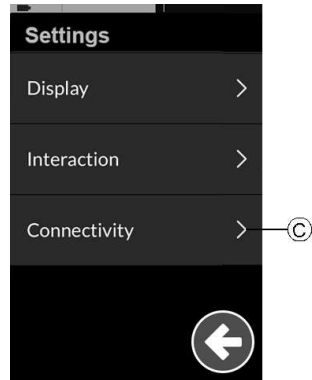 Settings
Display
Interaction
Connectivity
C